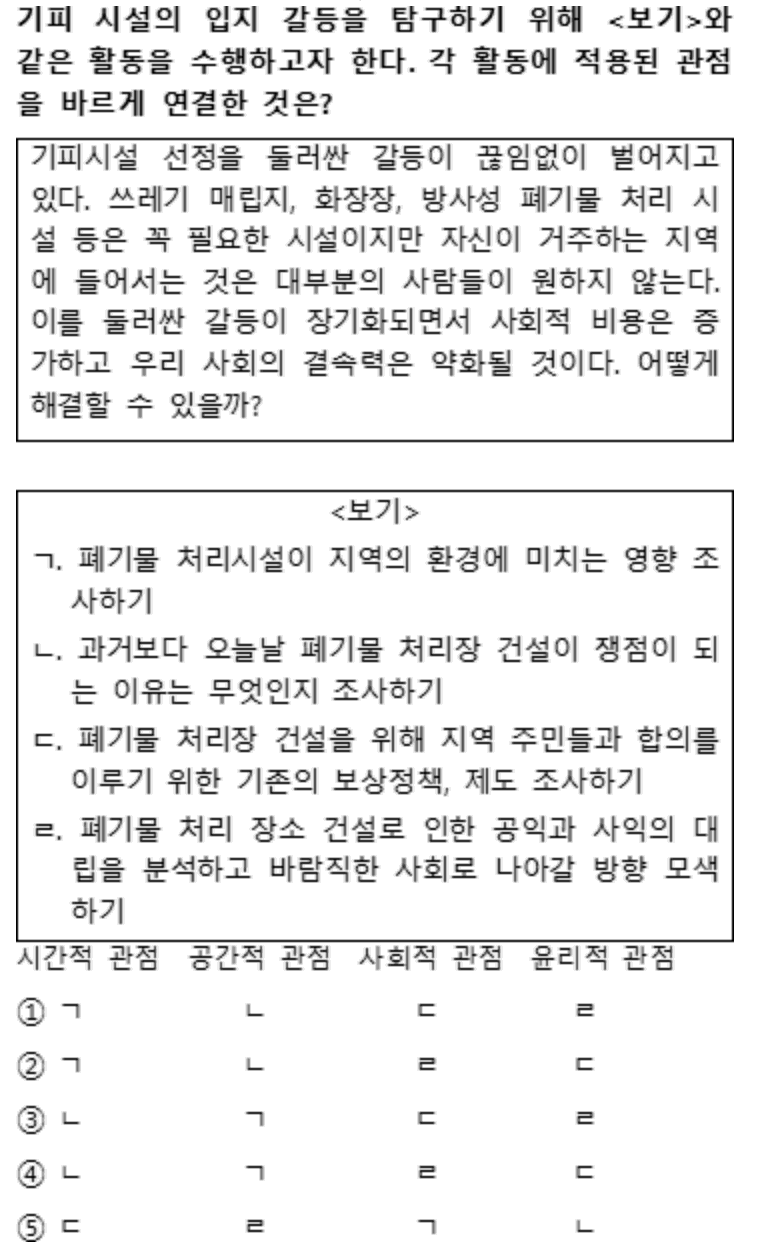 기피 시설의 입지 갈등을 탐구하기 위해 <보기>와
같은 활동을 수행하고자 한다. 각 활동에 적용된 관점
을 바르게 연결한 것은?
기피시설 선정을 둘러싼 갈등이 끊임없이 벌어지고
있다. 쓰레기 매립지, 화장장, 방사성 폐기물 처리 시
설 등은 꼭 필요한 시설이지만 자신이 거주하는 지역
에 들어서는 것은 대부분의 사람들이 원하지 않는다.
이를 둘러싼 갈등이 장기화되면서 사회적 비용은 증
가하고 우리 사회의 결속력은 약화될 것이다. 어떻게
해결할 수 있을까?
<보기>
ㄱ. 폐기물 처리시설이 지역의 환경에 미치는 영향 조
사하기
ㄴ. 과거보다 오늘날 폐기물 처리장 건설이 쟁점이 되
는 이유는 무엇인지 조사하기
ㄷ. 폐기물 처리장 건설을 위해 지역 주민들과 합의를
이루기 위한 기존의 보상정책, 제도 조사하기
ㄹ. 폐기물 처리 장소 건설로 인한 공익과 사익의 대
립을 분석하고 바람직한 사회로 나아갈 방향 모색
하기
시간적 관점 공간적 관점 사회적 관점 윤리적 관점
① ㄱ ㄴ ㄷ ㄹ
② ㄱ ㄴ ㄹ ㄷ
③ ㄴ ㄱ ㄷ ㄹ
④ ㄴ ㄱ ㄹ ㄷ
⑤ ㄷ ㄹ ㄱ ㄴ